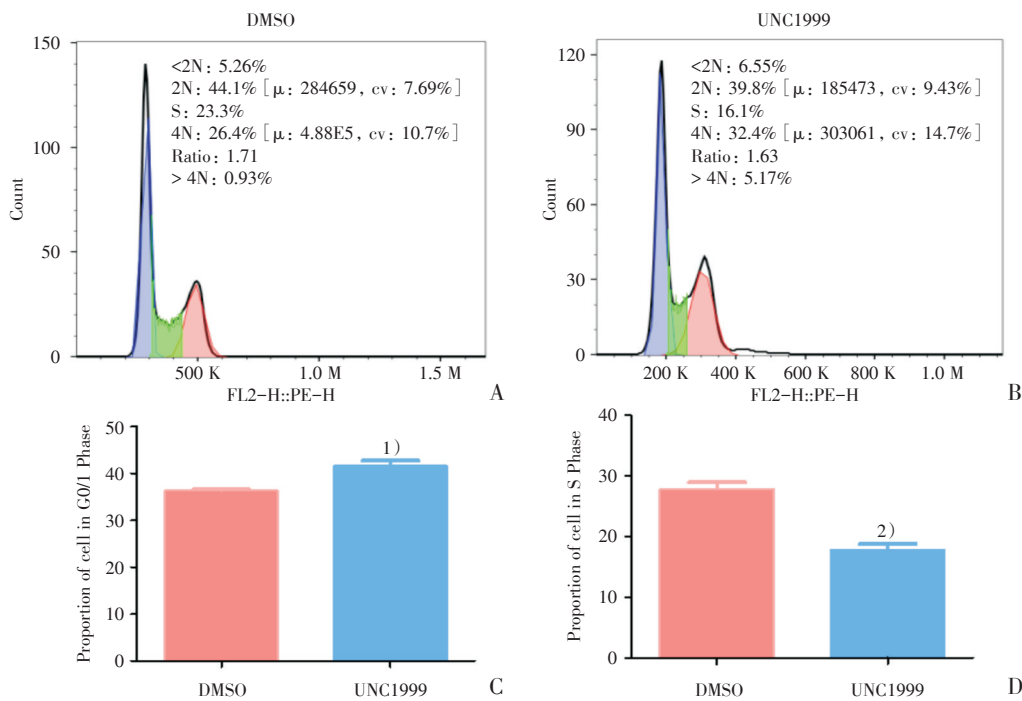 DMSO
150
100
50
0
Count
<2N: 5.26%
2N: 44.1% [μ: 284659, cv: 7.69%]
S: 23.3%
4N: 26.4% [μ: 4.88E5, cv: 10.7%]
Ratio: 1.71
> 4N: 0.93%
500 K 1.0 M 1.5 M
FL2-H::PE-H
A
UNC1999
120
90
60
30
0
Count
<2N: 6.55%
2N: 39.8% [μ: 185473, cv: 9.43%]
S: 16.1%
4N: 32.4% [μ: 303061, cv: 14.7%]
Ratio: 1.63
> 4N: 5.17%
200 K 400 K 600 K 800 K 1.0 M
FL2-H::PE-H
B
Proportion of cell in G0/1 Phase
50
40
30
20
10
0
1)
DMSO UNC1999
C
Proportion of cell in S Phase
40
30
20
10
0
2)
DMSO UNC1999
D